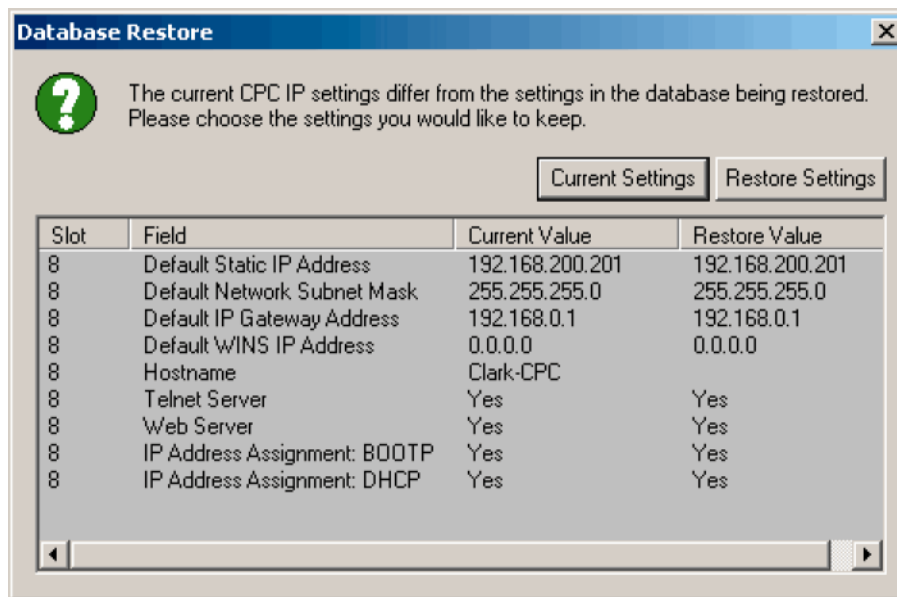 Database Restore
The current CPC IP settings differ from the settings in the database being restored.
Please choose the settings you would like to keep.
Current Settings Restore Settings
Slot Field Current Value Restore Value
8 Default Static IP Address 192.168.200.201 192.168.200.201
8 Default Network Subnet Mask 255.255.255.0 255.255.255.0
8 Default IP Gateway Address 192.168.0.1 192.168.0.1
8 Default WINS IP Address 0.0.0.0 0.0.0.0
8 Hostname Clark-CPC
8 Telnet Server Yes Yes
8 Web Server Yes Yes
8 IP Address Assignment: BOOTP Yes Yes
8 IP Address Assignment: DHCP Yes Yes